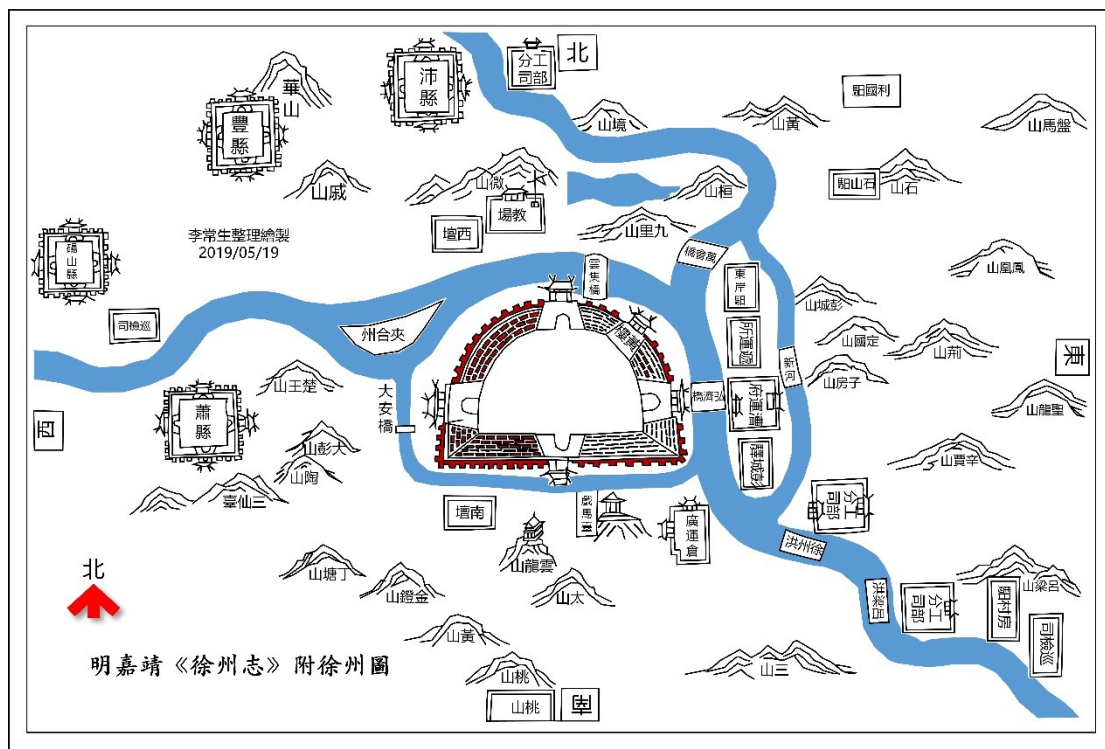 北
工部分司
沛縣
華山
豐縣
戚山
境山
黃山
利國駔
盤馬山
微山
教場
西壇
桓山
石山駔
石山
九里山
李常生整理繪製
2019/05/19
碭山縣
巡檢司
夾合州
雲集橋
萬會橋
東岸駔
彭城山
鳳凰山
黃樓
遞運所
定國山
荊山
新河
子房山
東
楚王山
大安橋
弘濟橋
漕運府
聖龍山
西
蕭縣
大彭山
陶山
三仙臺
彭城驛
辛賈山
南壇
戲馬臺
廣運倉
工部分司
雲龍山
徐州洪
丁塘山
金鐙山
太山
呂梁洪
工部分司
呂梁山
房村駔
巡檢司
北
黃山
三山
明嘉靖《徐州志》附徐州圖
桃山
桃山
南